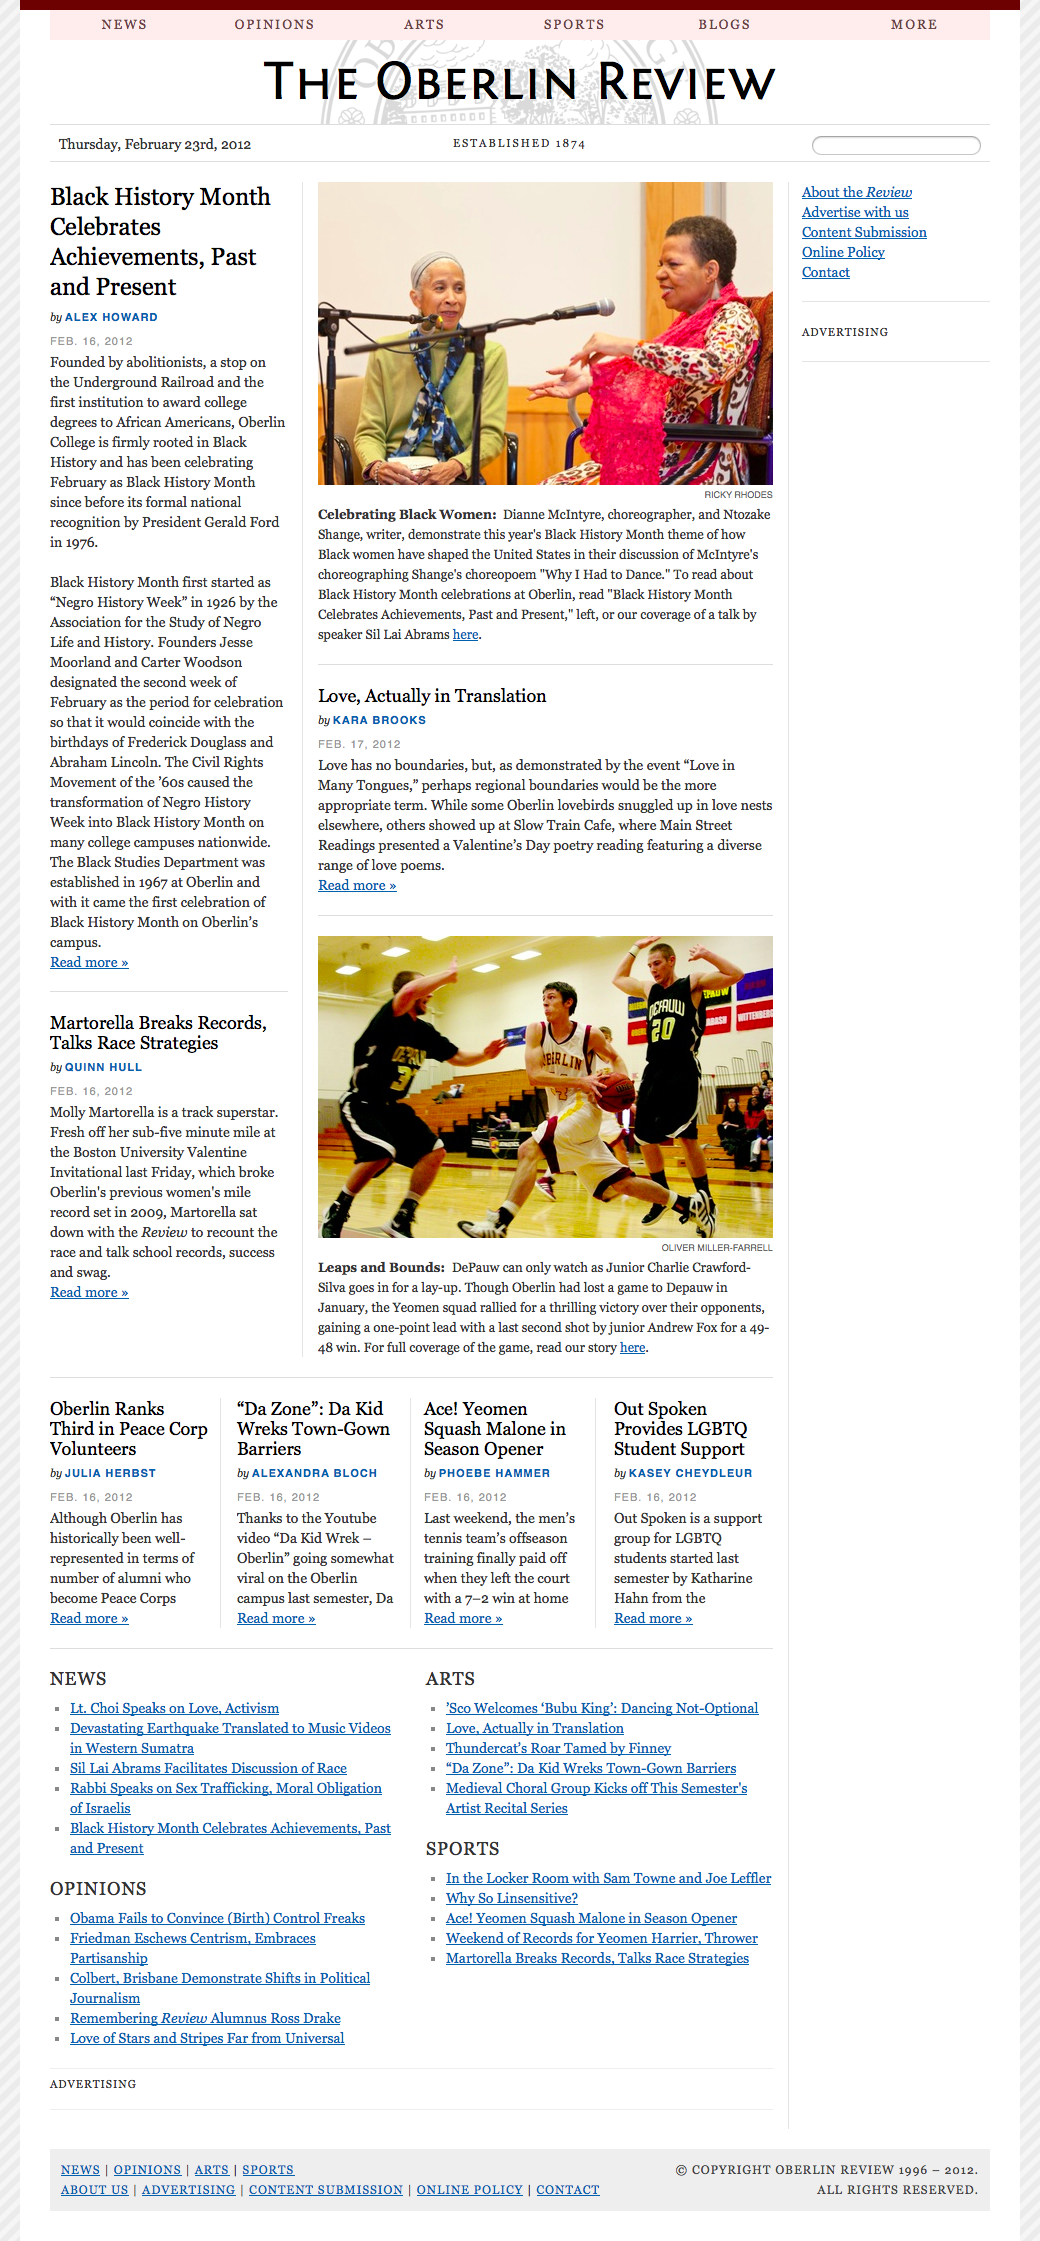 NEWS OPINIONS ARTS SPORTS BLOGS MORE
THE OBERLIN REVIEW
Thursday, February 23rd, 2012 ESTABLISHED 1874
Black History Month
Celebrates
Achievements, Past
and Present
by ALEX HOWARD
FEB. 16, 2012
Founded by abolitionists, a stop on
the Underground Railroad and the
first institution to award college
degrees to African Americans, Oberlin
College is firmly rooted in Black
History and has been celebrating
February as Black History Month
since before its formal national
recognition by President Gerald Ford
in 1976.
Black History Month first started as
“Negro History Week” in 1926 by the
Association for the Study of Negro
Life and History. Founders Jesse
Moorland and Carter Woodson
designated the second week of
February as the period for celebration
so that it would coincide with the
birthdays of Frederick Douglass and
Abraham Lincoln. The Civil Rights
Movement of the ’60s caused the
transformation of Negro History
Week into Black History Month on
many college campuses nationwide.
The Black Studies Department was
established in 1967 at Oberlin and
with it came the first celebration of
Black History Month on Oberlin’s
campus.
Read more »
Martorella Breaks Records,
Talks Race Strategies
by QUINN HULL
FEB. 16, 2012
Molly Martorella is a track superstar.
Fresh off her sub-five minute mile at
the Boston University Valentine
Invitational last Friday, which broke
Oberlin's previous women's mile
record set in 2009, Martorella sat
down with the Review to recount the
race and talk school records, success
and swag.
Read more »
RICKY RHODES
Celebrating Black Women: Dianne McIntyre, choreographer, and Ntozake
Shange, writer, demonstrate this year's Black History Month theme of how
Black women have shaped the United States in their discussion of McIntyre's
choreographing Shange's choreopoem "Why I Had to Dance." To read about
Black History Month celebrations at Oberlin, read "Black History Month
Celebrates Achievements, Past and Present," left, or our coverage of a talk by
speaker Sil Lai Abrams here.
Love, Actually in Translation
by KARA BROOKS
FEB. 17, 2012
Love has no boundaries, but, as demonstrated by the event “Love in
Many Tongues,” perhaps regional boundaries would be the more
appropriate term. While some Oberlin lovebirds snuggled up in love nests
elsewhere, others showed up at Slow Train Cafe, where Main Street
Readings presented a Valentine’s Day poetry reading featuring a diverse
range of love poems.
Read more »
DEPAUW
20
OBERLIN
WITTENBERG
OLIVER MILLER-FARRELL
Leaps and Bounds: DePauw can only watch as Junior Charlie Crawford-
Silva goes in for a lay-up. Though Oberlin had lost a game to Depauw in
January, the Yeomen squad rallied for a thrilling victory over their opponents,
gaining a one-point lead with a last second shot by junior Andrew Fox for a 49-
48 win. For full coverage of the game, read our story here.
About the Review
Advertise with us
Content Submission
Online Policy
Contact
ADVERTISING
Oberlin Ranks
Third in Peace Corp
Volunteers
by JULIA HERBST
FEB. 16, 2012
Although Oberlin has
historically been well-
represented in terms of
number of alumni who
become Peace Corps
Read more »
“Da Zone”: Da Kid
Wreks Town-Gown
Barriers
by ALEXANDRA BLOCH
FEB. 16, 2012
Thanks to the Youtube
video “Da Kid Wrek –
Oberlin” going somewhat
viral on the Oberlin
campus last semester, Da
Read more »
Ace! Yeomen
Squash Malone in
Season Opener
by PHOEBE HAMMER
FEB. 16, 2012
Last weekend, the men’s
tennis team’s offseason
training finally paid off
when they left the court
with a 7–2 win at home
Read more »
Out Spoken
Provides LGBTQ
Student Support
by KASEY CHEYDLEUR
FEB. 16, 2012
Out Spoken is a support
group for LGBTQ
students started last
semester by Katharine
Hahn from the
Read more »
NEWS
Lt. Choi Speaks on Love, Activism
Devastating Earthquake Translated to Music Videos
in Western Sumatra
Sil Lai Abrams Facilitates Discussion of Race
Rabbi Speaks on Sex Trafficking, Moral Obligation
of Israelis
Black History Month Celebrates Achievements, Past
and Present
OPINIONS
Obama Fails to Convince (Birth) Control Freaks
Friedman Eschews Centrism, Embraces
Partisanship
Colbert, Brisbane Demonstrate Shifts in Political
Journalism
Remembering Review Alumnus Ross Drake
Love of Stars and Stripes Far from Universal
ARTS
’Sco Welcomes ‘Bubu King’: Dancing Not-Optional
Love, Actually in Translation
Thundercat’s Roar Tamed by Finney
“Da Zone”: Da Kid Wreks Town-Gown Barriers
Medieval Choral Group Kicks off This Semester's
Artist Recital Series
SPORTS
In the Locker Room with Sam Towne and Joe Leffler
Why So Linsensitive?
Ace! Yeomen Squash Malone in Season Opener
Weekend of Records for Yeomen Harrier, Thrower
Martorella Breaks Records, Talks Race Strategies
ADVERTISING
NEWS | OPINIONS | ARTS | SPORTS
ABOUT US | ADVERTISING | CONTENT SUBMISSION | ONLINE POLICY | CONTACT
© COPYRIGHT OBERLIN REVIEW 1996 – 2012.
ALL RIGHTS RESERVED.